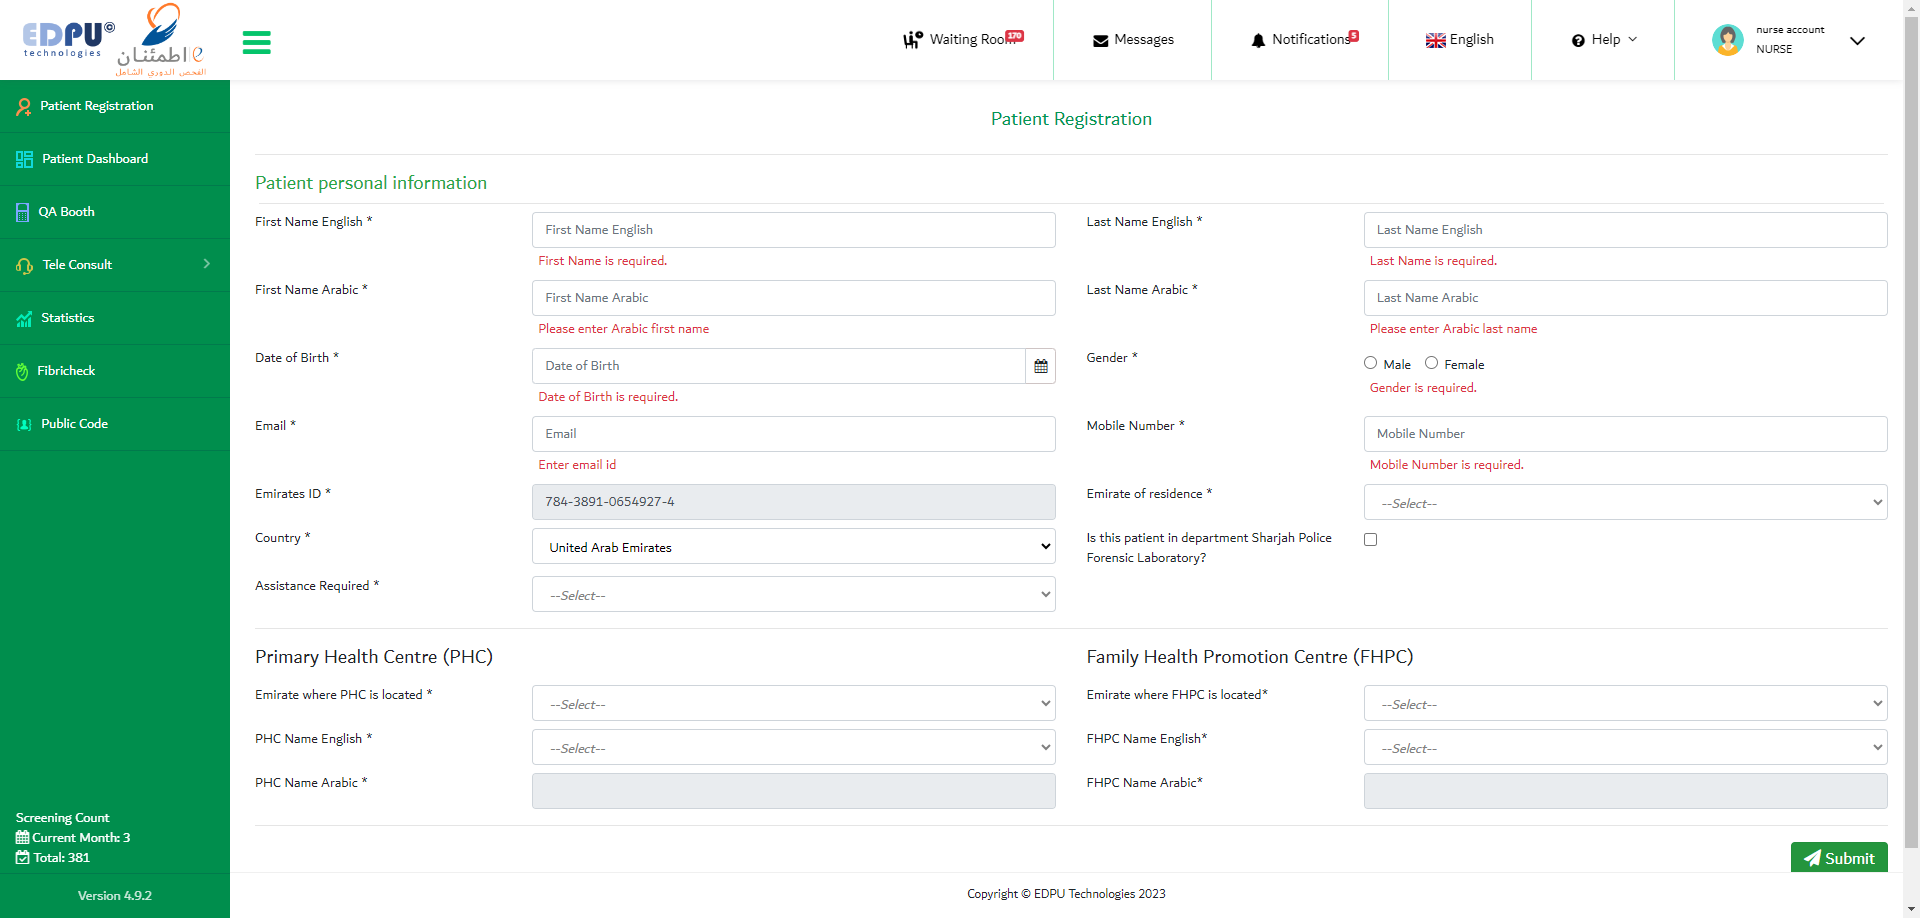 EDPU©
technologies
اطمئنان
الفحص الدوري الشامل
Waiting Room 170
Messages
Notifications 5
English
Help
nurse account
NURSE
Patient Registration
Patient Dashboard
QA Booth
Tele Consult
Statistics
Fibricheck
Public Code
Screening Count
Current Month: 3
Total: 381
Version 4.9.2
Patient Registration
Patient personal information
First Name English *
First Name English
First Name is required.
Last Name English *
Last Name English
Last Name is required.
First Name Arabic *
First Name Arabic
Please enter Arabic first name
Last Name Arabic *
Last Name Arabic
Please enter Arabic last name
Date of Birth *
Date of Birth
Date of Birth is required.
Gender *
Male Female
Gender is required.
Email *
Email
Enter email id
Mobile Number *
Mobile Number
Mobile Number is required.
Emirates ID *
784-3891-0654927-4
Emirate of residence *
--Select--
Country *
United Arab Emirates
Is this patient in department Sharjah Police
Forensic Laboratory?
Assistance Required *
--Select--
Primary Health Centre (PHC)
Emirate where PHC is located *
--Select--
PHC Name English *
--Select--
PHC Name Arabic *
Family Health Promotion Centre (FHPC)
Emirate where FHPC is located*
--Select--
FHPC Name English*
--Select--
FHPC Name Arabic*
Submit
Copyright © EDPU Technologies 2023